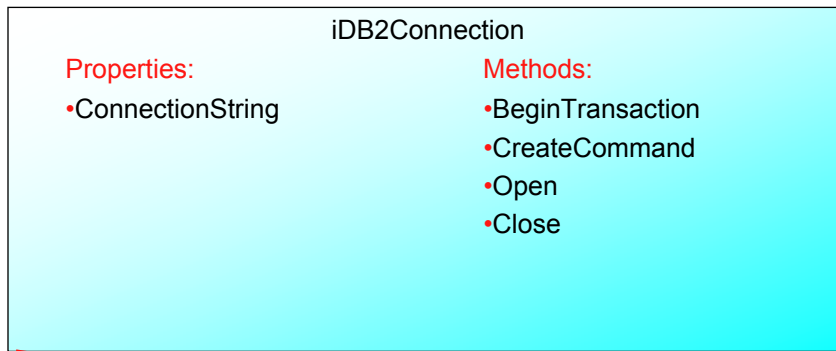 iDB2Connection
Properties:
•ConnectionString
Methods:
•BeginTransaction
•CreateCommand
•Open
•Close